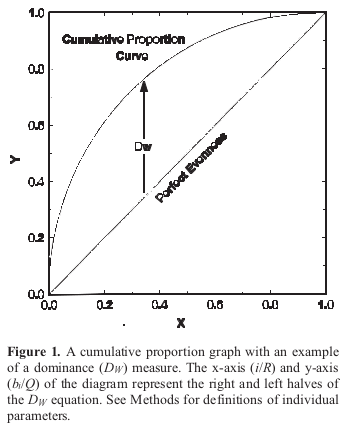 1.0
Cumulative Proportion
Curve
0.8
0.6
Dw
Perfect Evenness
Y
0.4
0.2
0.0
0.0 0.2 0.4 0.6 0.8 1.0
X
Figure 1. A cumulative proportion graph with an example
of a dominance (DW) measure. The x-axis (i/R) and y-axis
(bi/Q) of the diagram represent the right and left halves of
the DW equation. See Methods for definitions of individual
parameters.